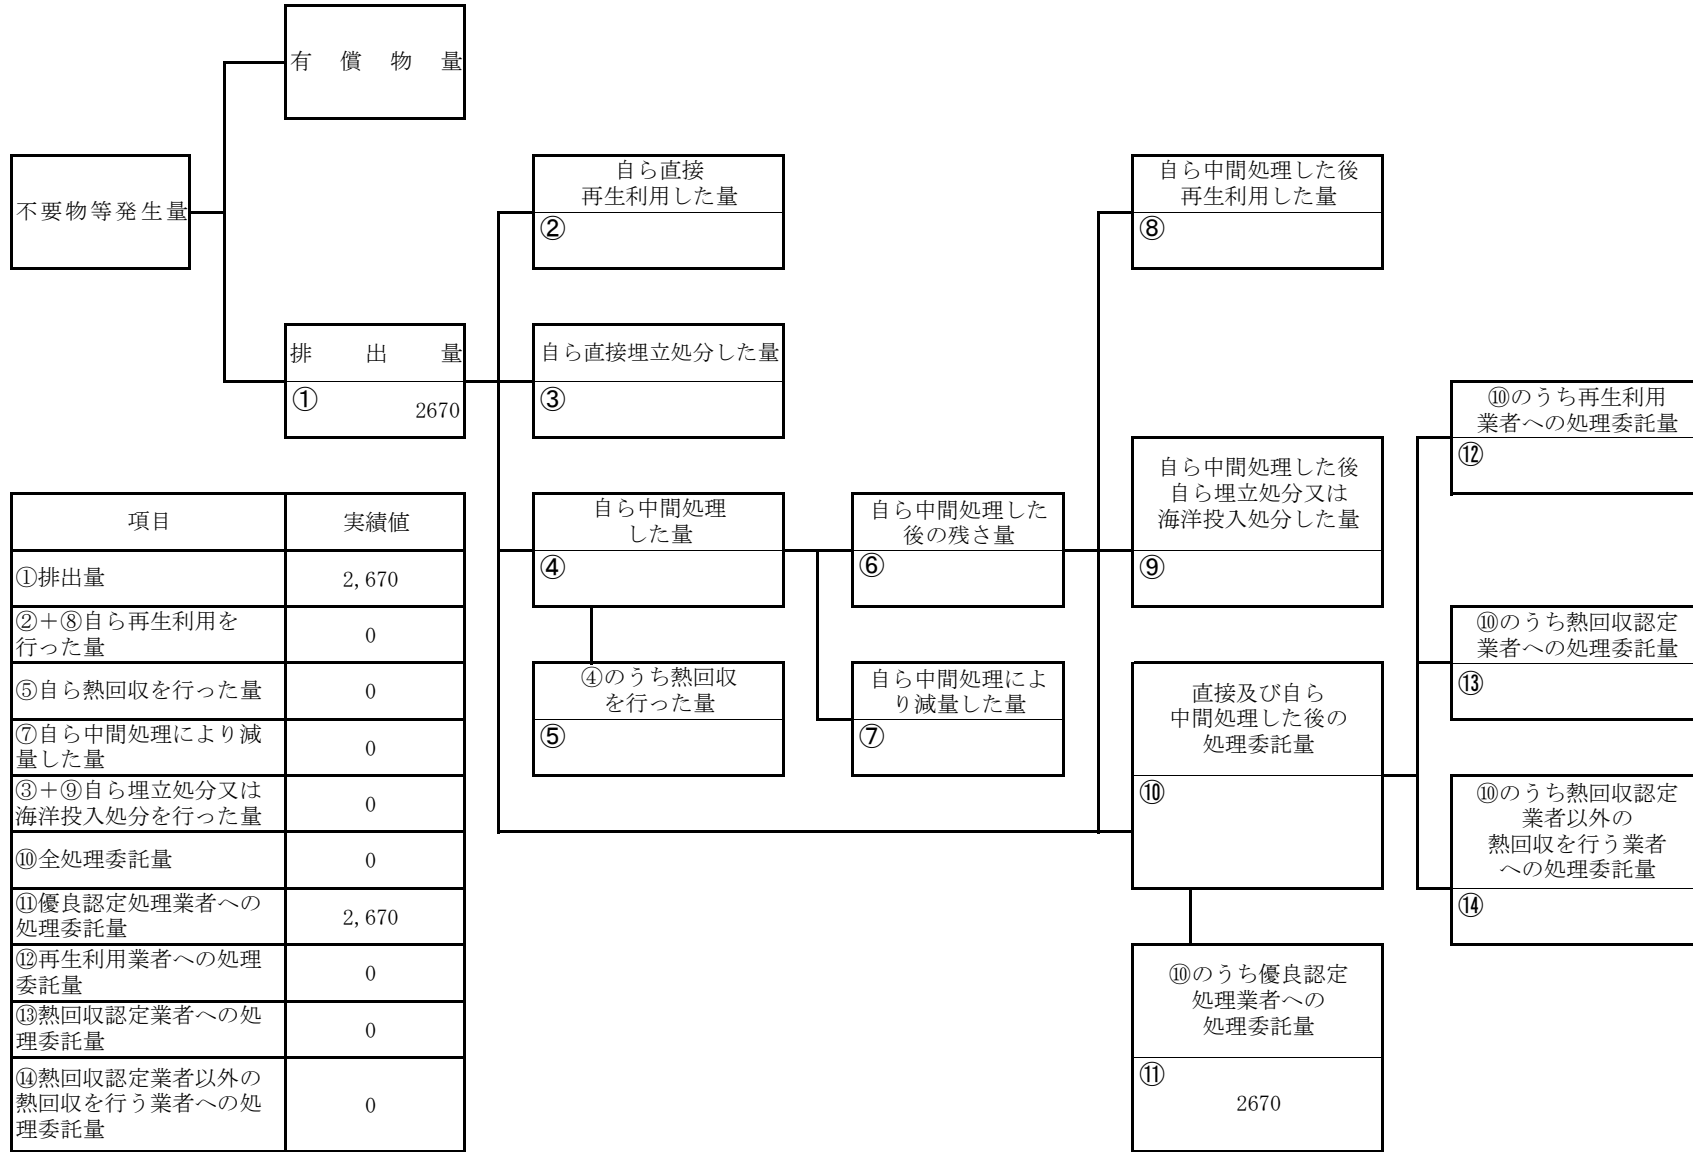 有償物量
不要物等発生量
自ら直接
再生利用した量
②
自ら中間処理した後
再生利用した量
⑧
排出量
①
2670
自ら直接埋立処分した量
③
⑩のうち再生利用
業者への処理委託量
⑫
自ら中間処理
した量
④
自ら中間処理した
後の残さ量
⑥
自ら中間処理した後
自ら埋立処分又は
海洋投入処分した量
⑨
④のうち熱回収
を行った量
⑤
自ら中間処理によ
り減量した量
⑦
直接及び自ら
中間処理した後の
処理委託量
⑩
⑩のうち熱回収認定
業者への処理委託量
⑬
⑩のうち熱回収認定
業者以外の
熱回収を行う業者
への処理委託量
⑭
⑩のうち優良認定
処理業者への
処理委託量
⑪
2670
項目 実績値
①排出量 2,670
②＋⑧自ら再生利用を
行った量 0
⑤自ら熱回収を行った量 0
⑦自ら中間処理により減
量した量 0
③＋⑨自ら埋立処分又は
海洋投入処分を行った量 0
⑩全処理委託量 0
⑪優良認定処理業者への
処理委託量 2,670
⑫再生利用業者への処理
委託量 0
⑬熱回収認定業者への処
理委託量 0
⑭熱回収認定業者以外の
熱回収を行う業者への処 0
理委託量